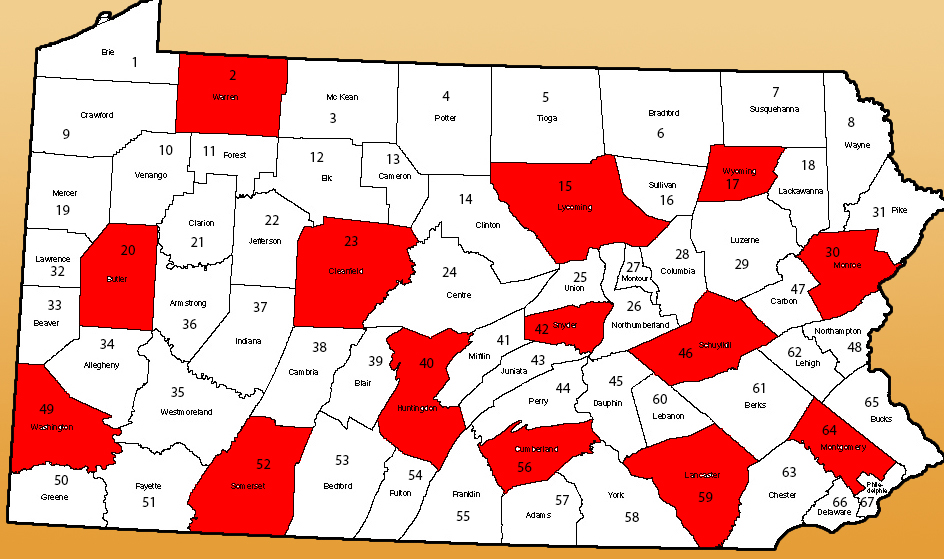 Erie
1
2
Warren
Mc Kean
3
4
Potter
5
Tioga
Bradford
6
7
Susquehanna
8
Wayne
Crawford
9
10
Venango
11
Forest
12
Elk
13
Cameron
14
Clinton
15
Lycoming
Sullivan
16
Wyoming
17
18
Lackawanna
Mercer
19
20
Butler
Clarion
21
22
Jefferson
23
Clearfield
24
Centre
25
Union
26
Northumberland
27
Montour
28
Columbia
Luzerne
29
30
Monroe
31
Pike
Lawrence
32
33
Beaver
34
Allegheny
35
Westmoreland
Armstrong
36
37
Indiana
38
Cambria
39
Blair
40
Huntingdon
41
Mifflin
42
Snyder
43
Juniata
44
Perry
45
Dauphin
46
Schuylkill
47
Carbon
Northampton
48
49
Washington
50
Greene
Fayette
51
52
Somerset
53
Bedford
54
Fulton
Franklin
55
Cumberland
56
57
Adams
York
58
Lancaster
59
60
Lebanon
61
Berks
62
Lehigh
63
Chester
64
Montgomery
65
Bucks
66
Delaware
Phila-
delphia
67